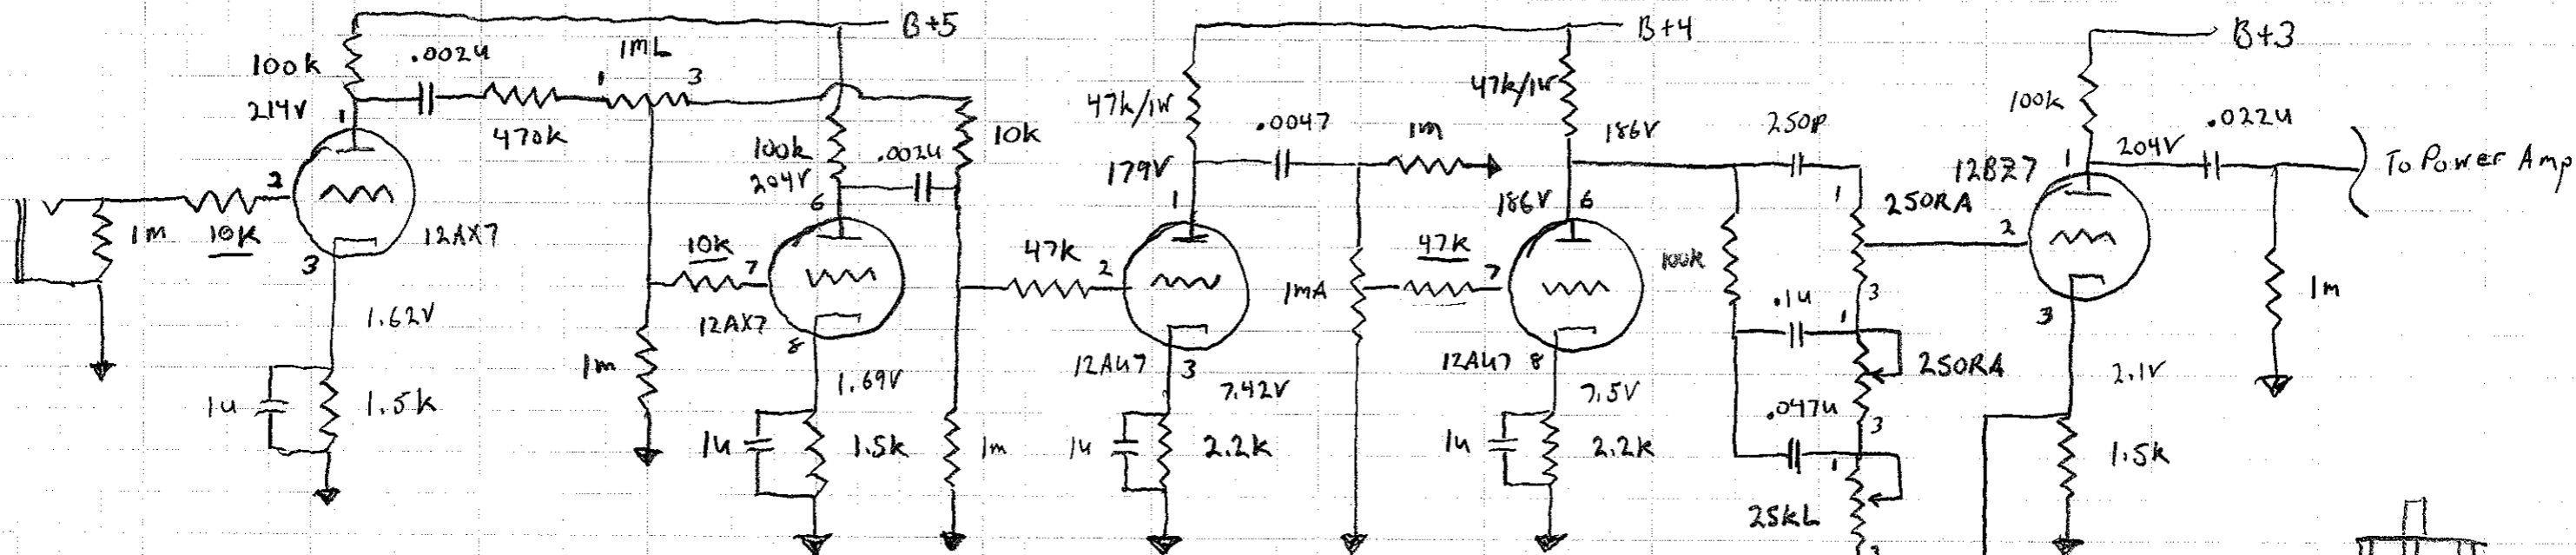 B+5
100k
.002u
1ML
1
3
214V
1
470k
10k
100k
.002u
204V
6
2
1m
10K
12AX7
3
10k
7
12AX7
8
1.62V
1u
1.5k
1m
1.69V
1u
1.5k
1m
B+4
47k/1W
47k/1W
.0047
1m
179V
186V
250P
1
186V
6
47k
2
1mA
47K
7
12AU7
3
7.42V
1u
2.2k
12AU7
8
7.5V
1u
2.2k
100k
1
250RA
3
.1u
1
250RA
.047u
3
1
25KL
3
B+3
100k
.022u
12BZ7
1
204V
To Power Amp
2
3
1m
2.1V
1.5k